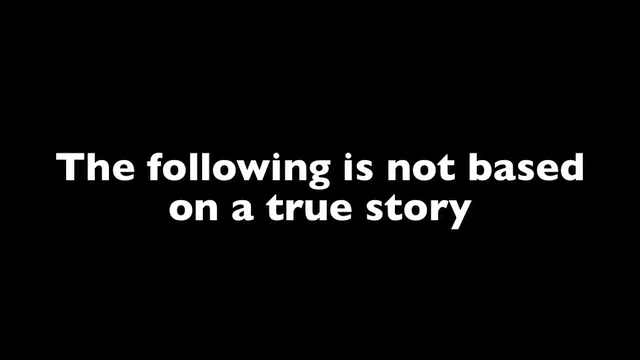 The following is not based
on a true story